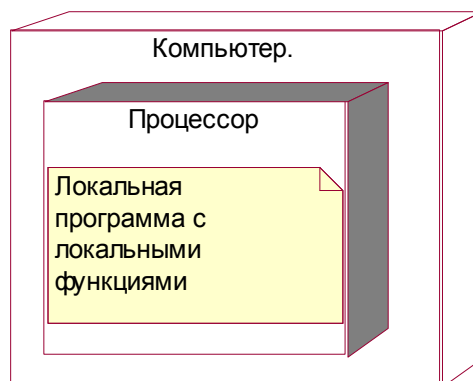 Компьютер.
Процессор
Локальная
программа с
локальными
функциями